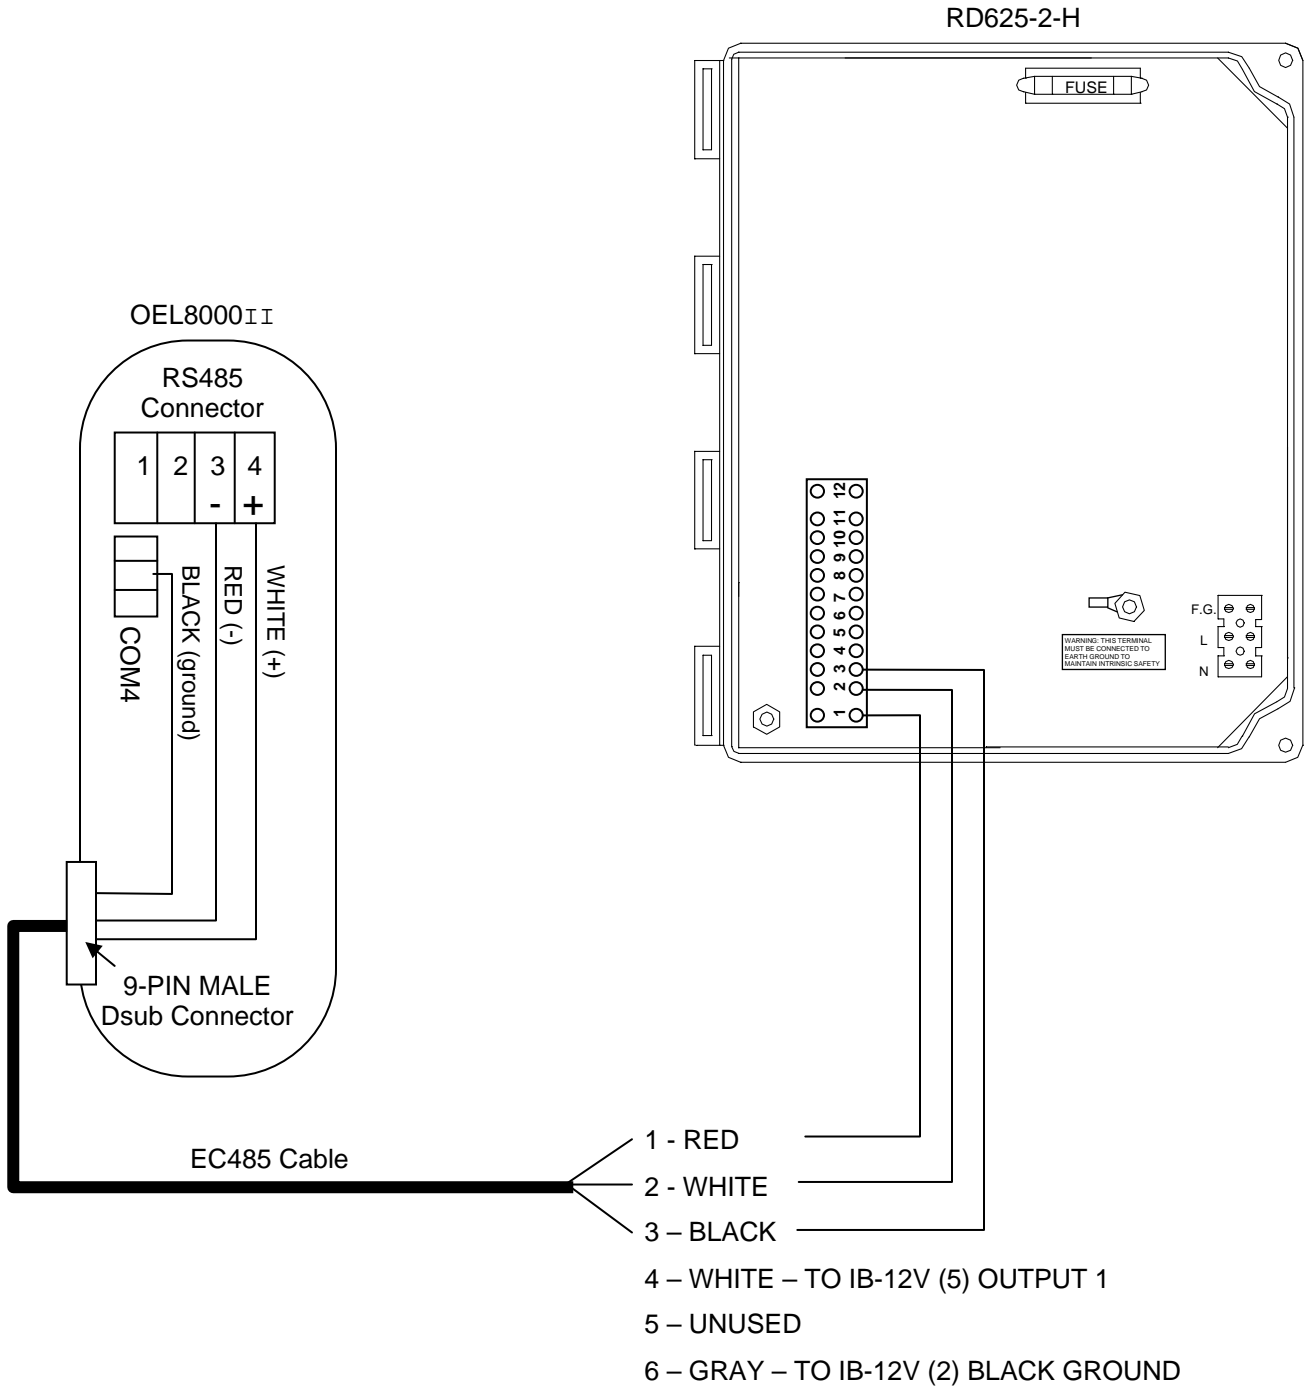 RD625-2-H
FUSE
OEL8000II
RS485
Connector
1 2 3 4
- +
BLACK (ground)
RED (-)
WHITE (+)
COM4
12
11
10
9
8
7
6
5
4
3
2
1
WARNING: THIS TERMINAL
MUST BE CONNECTED TO
EARTH GROUND TO
MAINTAIN INTRINSIC SAFETY
F.G.
L
N
9-PIN MALE
Dsub Connector
EC485 Cable
1 - RED
2 - WHITE
3 – BLACK
4 – WHITE – TO IB-12V (5) OUTPUT 1
5 – UNUSED
6 – GRAY – TO IB-12V (2) BLACK GROUND